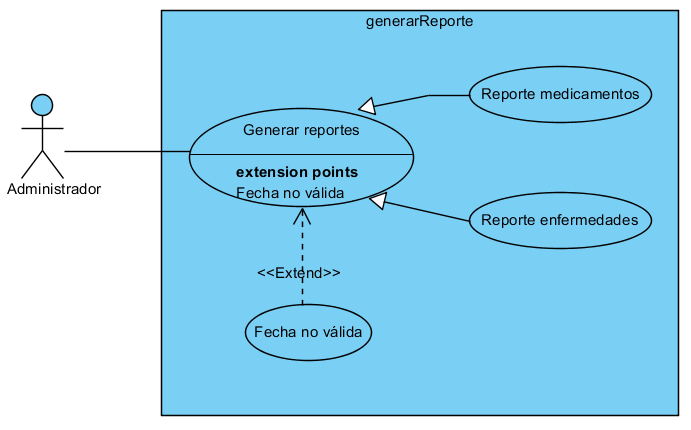 generarReporte
Reporte medicamentos
Generar reportes
extension points
Fecha no válida
Administrador
Reporte enfermedades
<<Extend>>
Fecha no válida